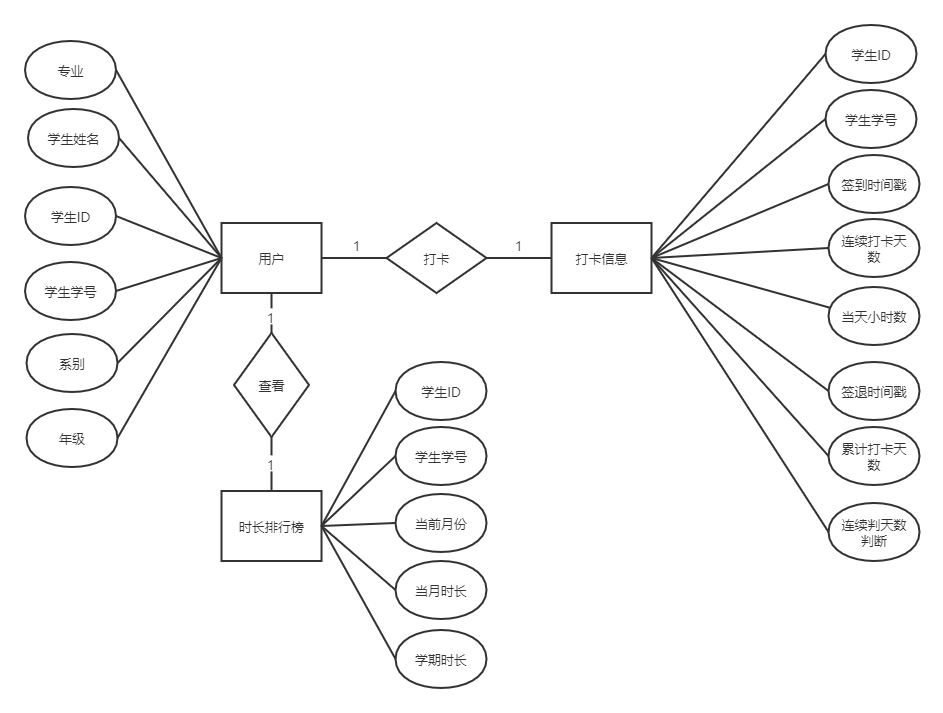 专业
学生姓名
学生ID
学生学号
系别
年级
用户
1
打卡
1
打卡信息
学生ID
学生学号
签到时间戳
连续打卡天
数
当天小时数
签退时间戳
累计打卡天
数
连续判天数
判断
1
查看
1
时长排行榜
学生ID
学生学号
当前月份
当月时长
学期时长